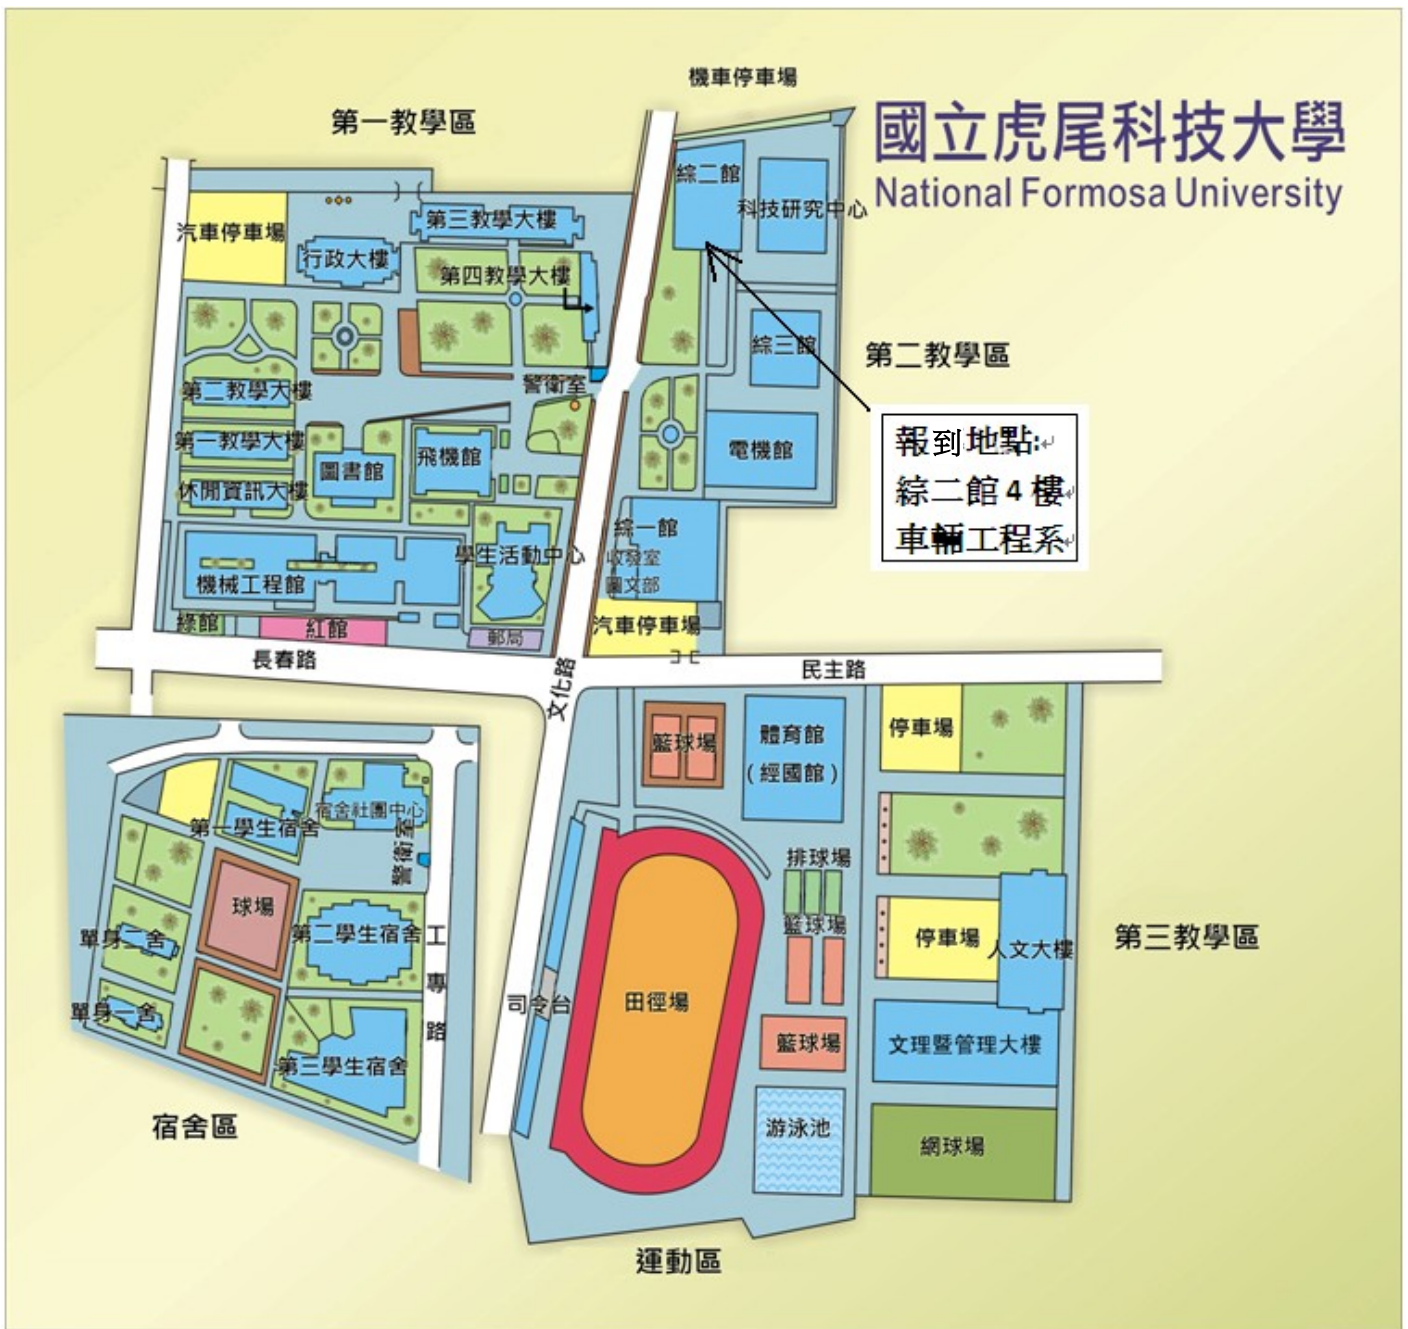 機車停車場
第一教學區
國立虎尾科技大學
National Formosa University
綜二館
科技研究中心
汽車停車場
第三教學大樓
行政大樓
第四教學大樓
綜三館
第二教學區
警衛室
第二教學大樓
報到地點:
綜二館 4 樓
車輛工程系
第一教學大樓
圖書館
飛機館
電機館
休閒資訊大樓
綜一館
收發室
圖文部
學生活動中心
機械工程館
綠館
紅館
郵局
汽車停車場
長春路
文化路
民主路
籃球場
體育館
(經國館)
停車場
宿舍社團中心
第一學生宿舍
警衛室
排球場
籃球場
球場
第二學生宿舍
工專路
單身二舍
停車場
人文大樓
第三教學區
單身一舍
司令台
田徑場
籃球場
文理暨管理大樓
第三學生宿舍
宿舍區
游泳池
網球場
運動區